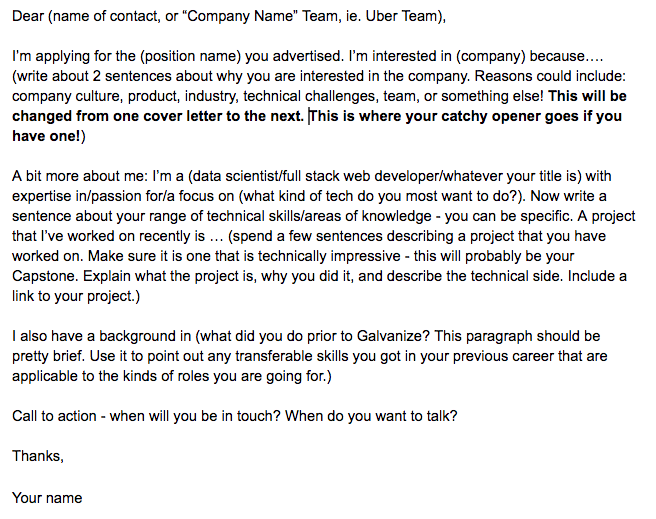 Dear (name of contact, or “Company Name” Team, ie. Uber Team),
I'm applying for the (position name) you advertised. I'm interested in (company) because….
(write about 2 sentences about why you are interested in the company. Reasons could include:
company culture, product, industry, technical challenges, team, or something else! This will be
changed from one cover letter to the next. This is where your catchy opener goes if you
have one!)
A bit more about me: I'm a (data scientist/full stack web developer/whatever your title is) with
expertise in/passion for/a focus on (what kind of tech do you most want to do?). Now write a
sentence about your range of technical skills/areas of knowledge - you can be specific. A project
that I've worked on recently is … (spend a few sentences describing a project that you have
worked on. Make sure it is one that is technically impressive - this will probably be your
Capstone. Explain what the project is, why you did it, and describe the technical side. Include a
link to your project.)
I also have a background in (what did you do prior to Galvanize? This paragraph should be
pretty brief. Use it to point out any transferable skills you got in your previous career that are
applicable to the kinds of roles you are going for.)
Call to action - when will you be in touch? When do you want to talk?
Thanks,
Your name